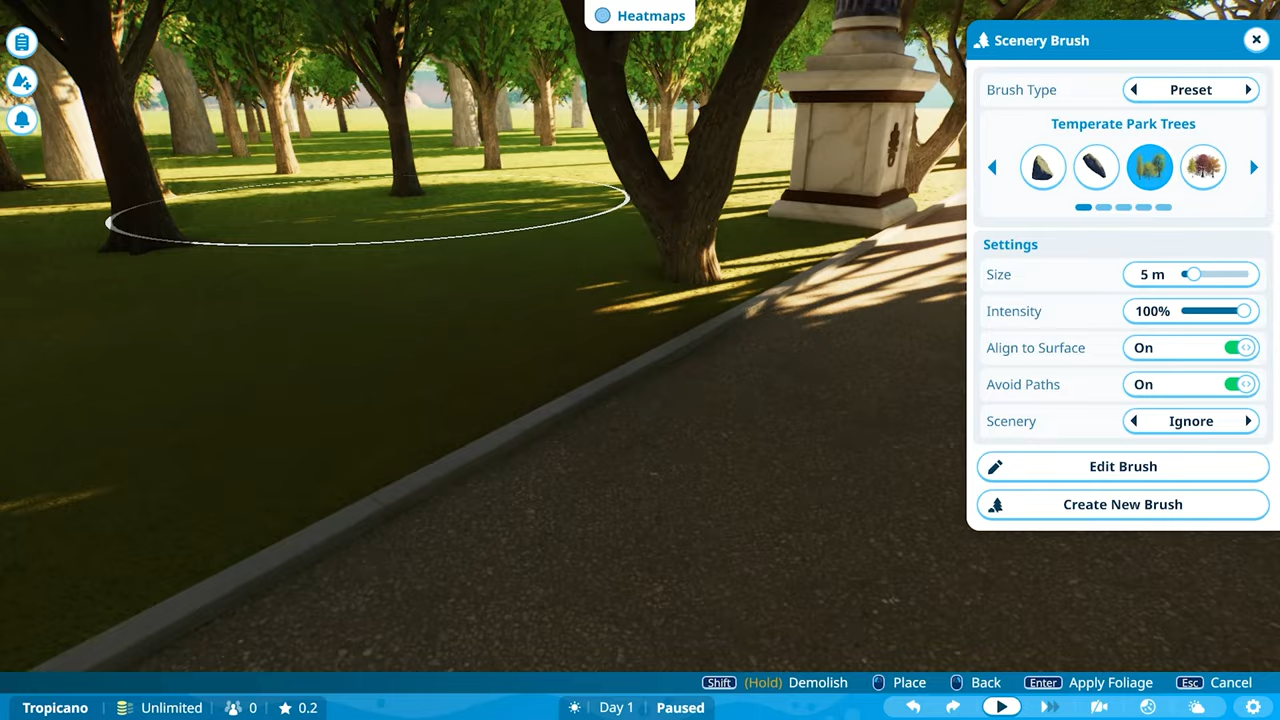 Heatmaps
Scenery Brush
Brush Type
Preset
Temperate Park Trees
Settings
Size
5 m
Intensity
100%
Align to Surface
On
Avoid Paths
On
Scenery
Ignore
Edit Brush
Create New Brush
Shift (Hold) Demolish Place Back Enter Apply Foliage Esc Cancel
Tropicano Unlimited 0 0.2 Day 1 Paused